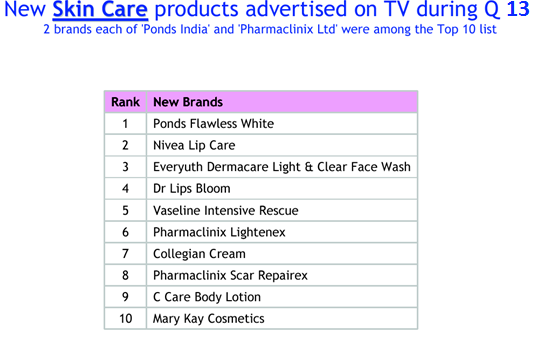 New Skin Care products advertised on TV during Q 13
2 brands each of 'Ponds India' and 'Pharmaclinix Ltd' were among the Top 10 list
Rank New Brands
1 Ponds Flawless White
2 Nivea Lip Care
3 Everyuth Dermacare Light & Clear Face Wash
4 Dr Lips Bloom
5 Vaseline Intensive Rescue
6 Pharmaclinix Lightenex
7 Collegian Cream
8 Pharmaclinix Scar Repairex
9 C Care Body Lotion
10 Mary Kay Cosmetics